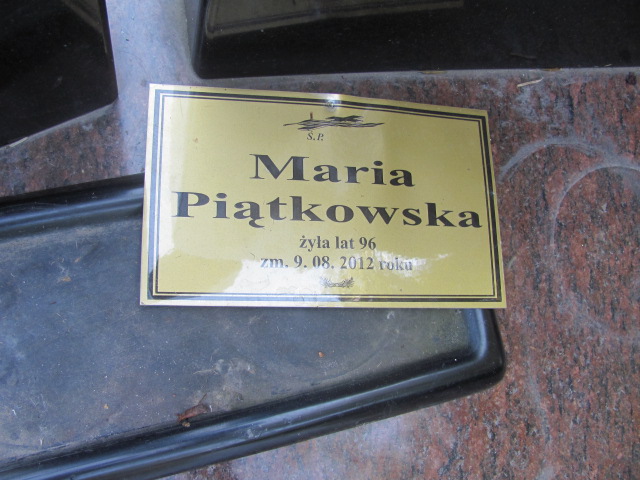 Ś.P.
Maria
Piątkowska
żyła lat 96
zm. 9. 08. 2012 roku